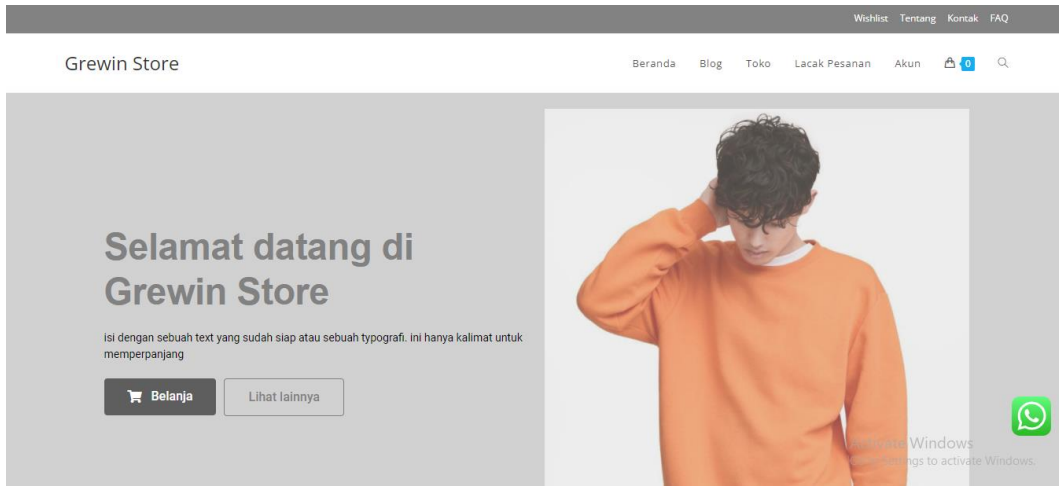 Wishlist Tentang Kontak FAQ
Grewin Store
Beranda Blog Toko Lacak Pesanan Akun 0
Selamat datang di
Grewin Store
isi dengan sebuah text yang sudah siap atau sebuah typografi. ini hanya kalimat untuk
memperpanjang
Belanja Lihat lainnya
Windows
to activate Windows.